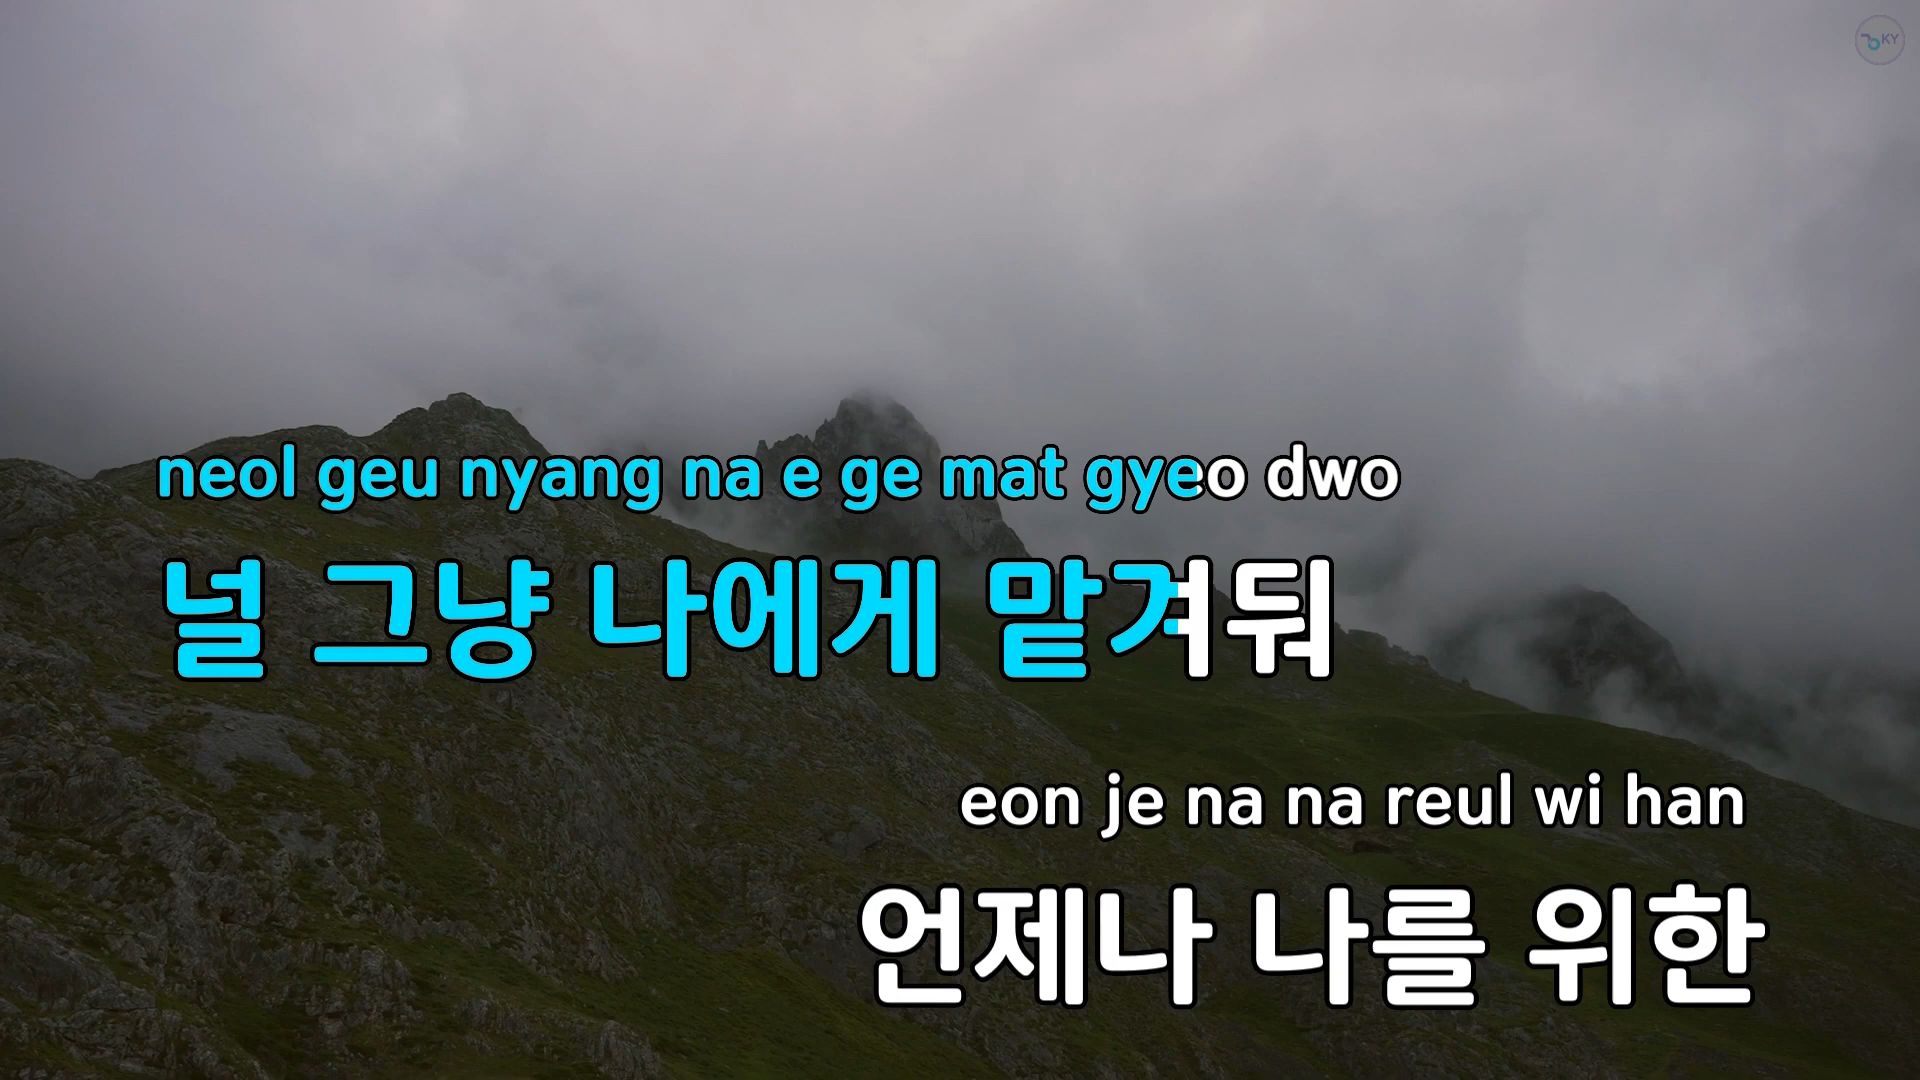 KY
neol geu nyang na e ge mat gyeo dwo
널 그냥 나에게 맡겨둬
eon je na na reul wi han
언제나 나를 위한